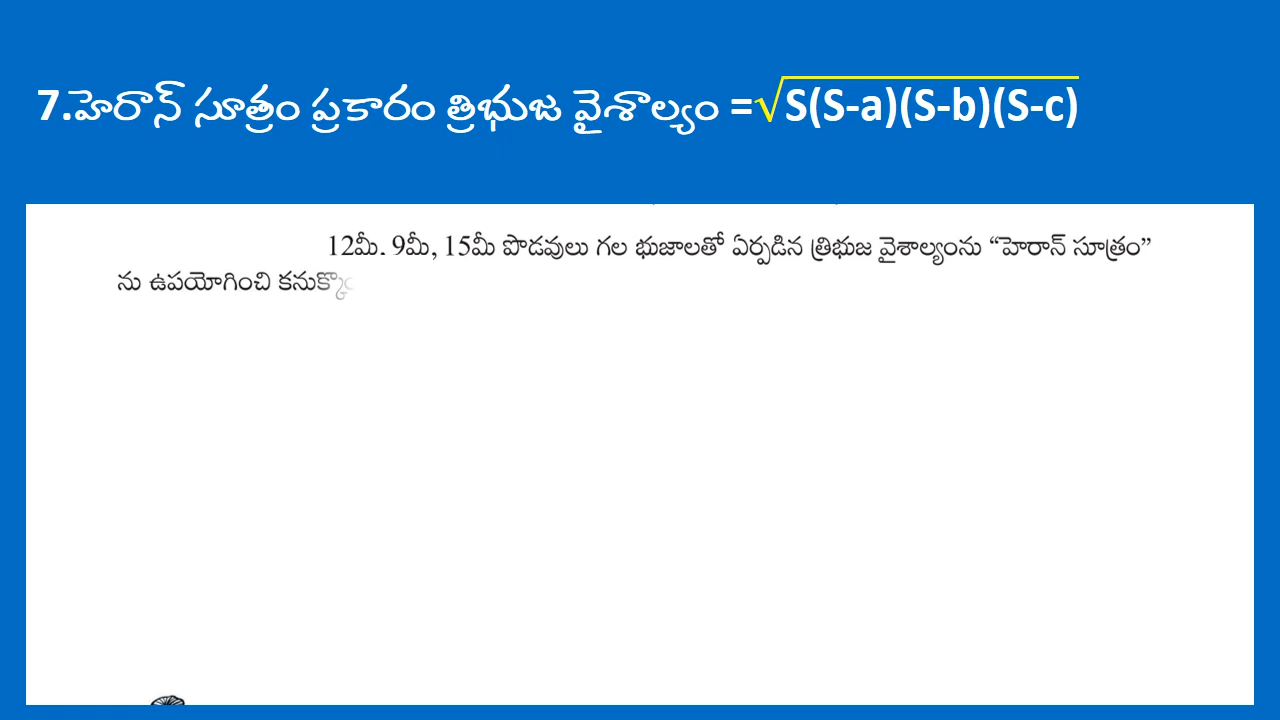 7.హెరాన్ సూత్రం ప్రకారం త్రిభుజ వైశాల్యం =√S(S-a)(S-b)(S-c)
12మీ, 9మీ, 15మీ పొడవులు గల భుజాలతో ఏర్పడిన త్రిభుజ వైశాల్యంను “హెరాన్ సూత్రం”
ను ఉపయోగించి